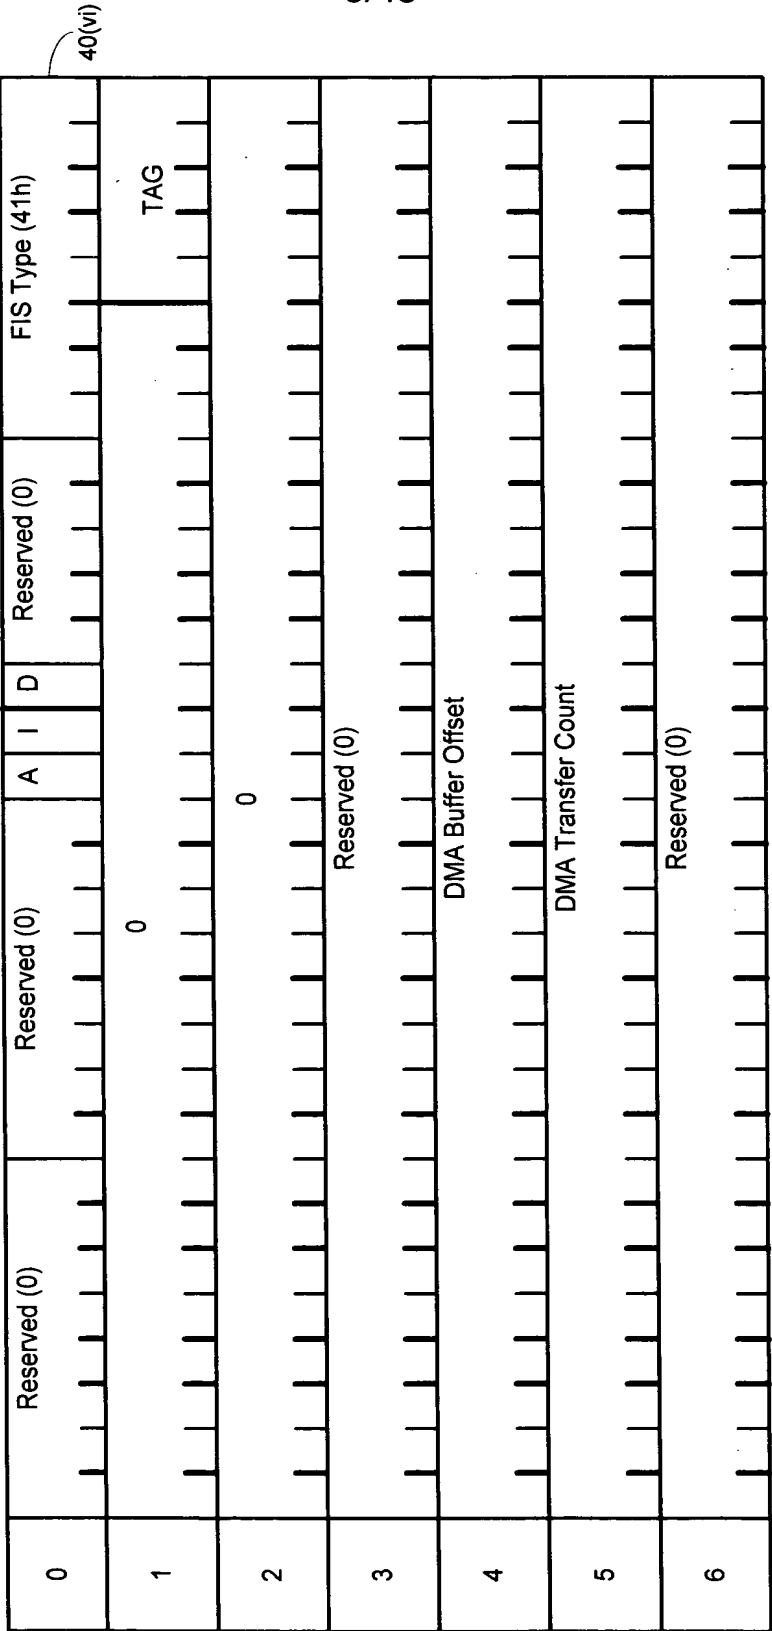 40(vi)
0 Reserved (0) Reserved (0) A I D Reserved (0) FIS Type (41h)
1 0 TAG
2 0
3 Reserved (0)
4 DMA Buffer Offset
5 DMA Transfer Count
6 Reserved (0)